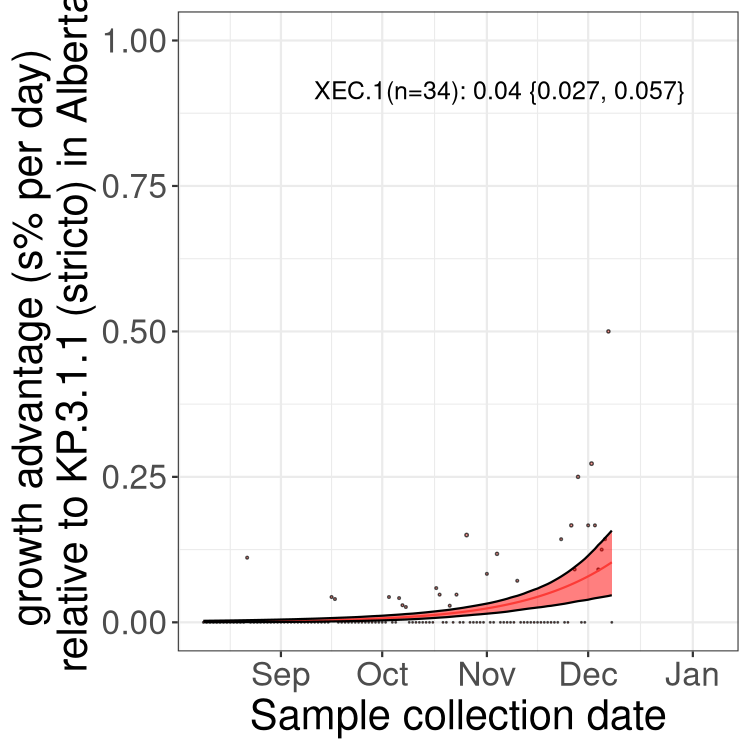 growth advantage (s% per day)
relative to KP.3.1.1 (stricto) in Alberta
1.00
XEC.1(n=34): 0.04 {0.027, 0.057}
0.75
0.50
0.25
0.00
Sep Oct Nov Dec Jan
Sample collection date